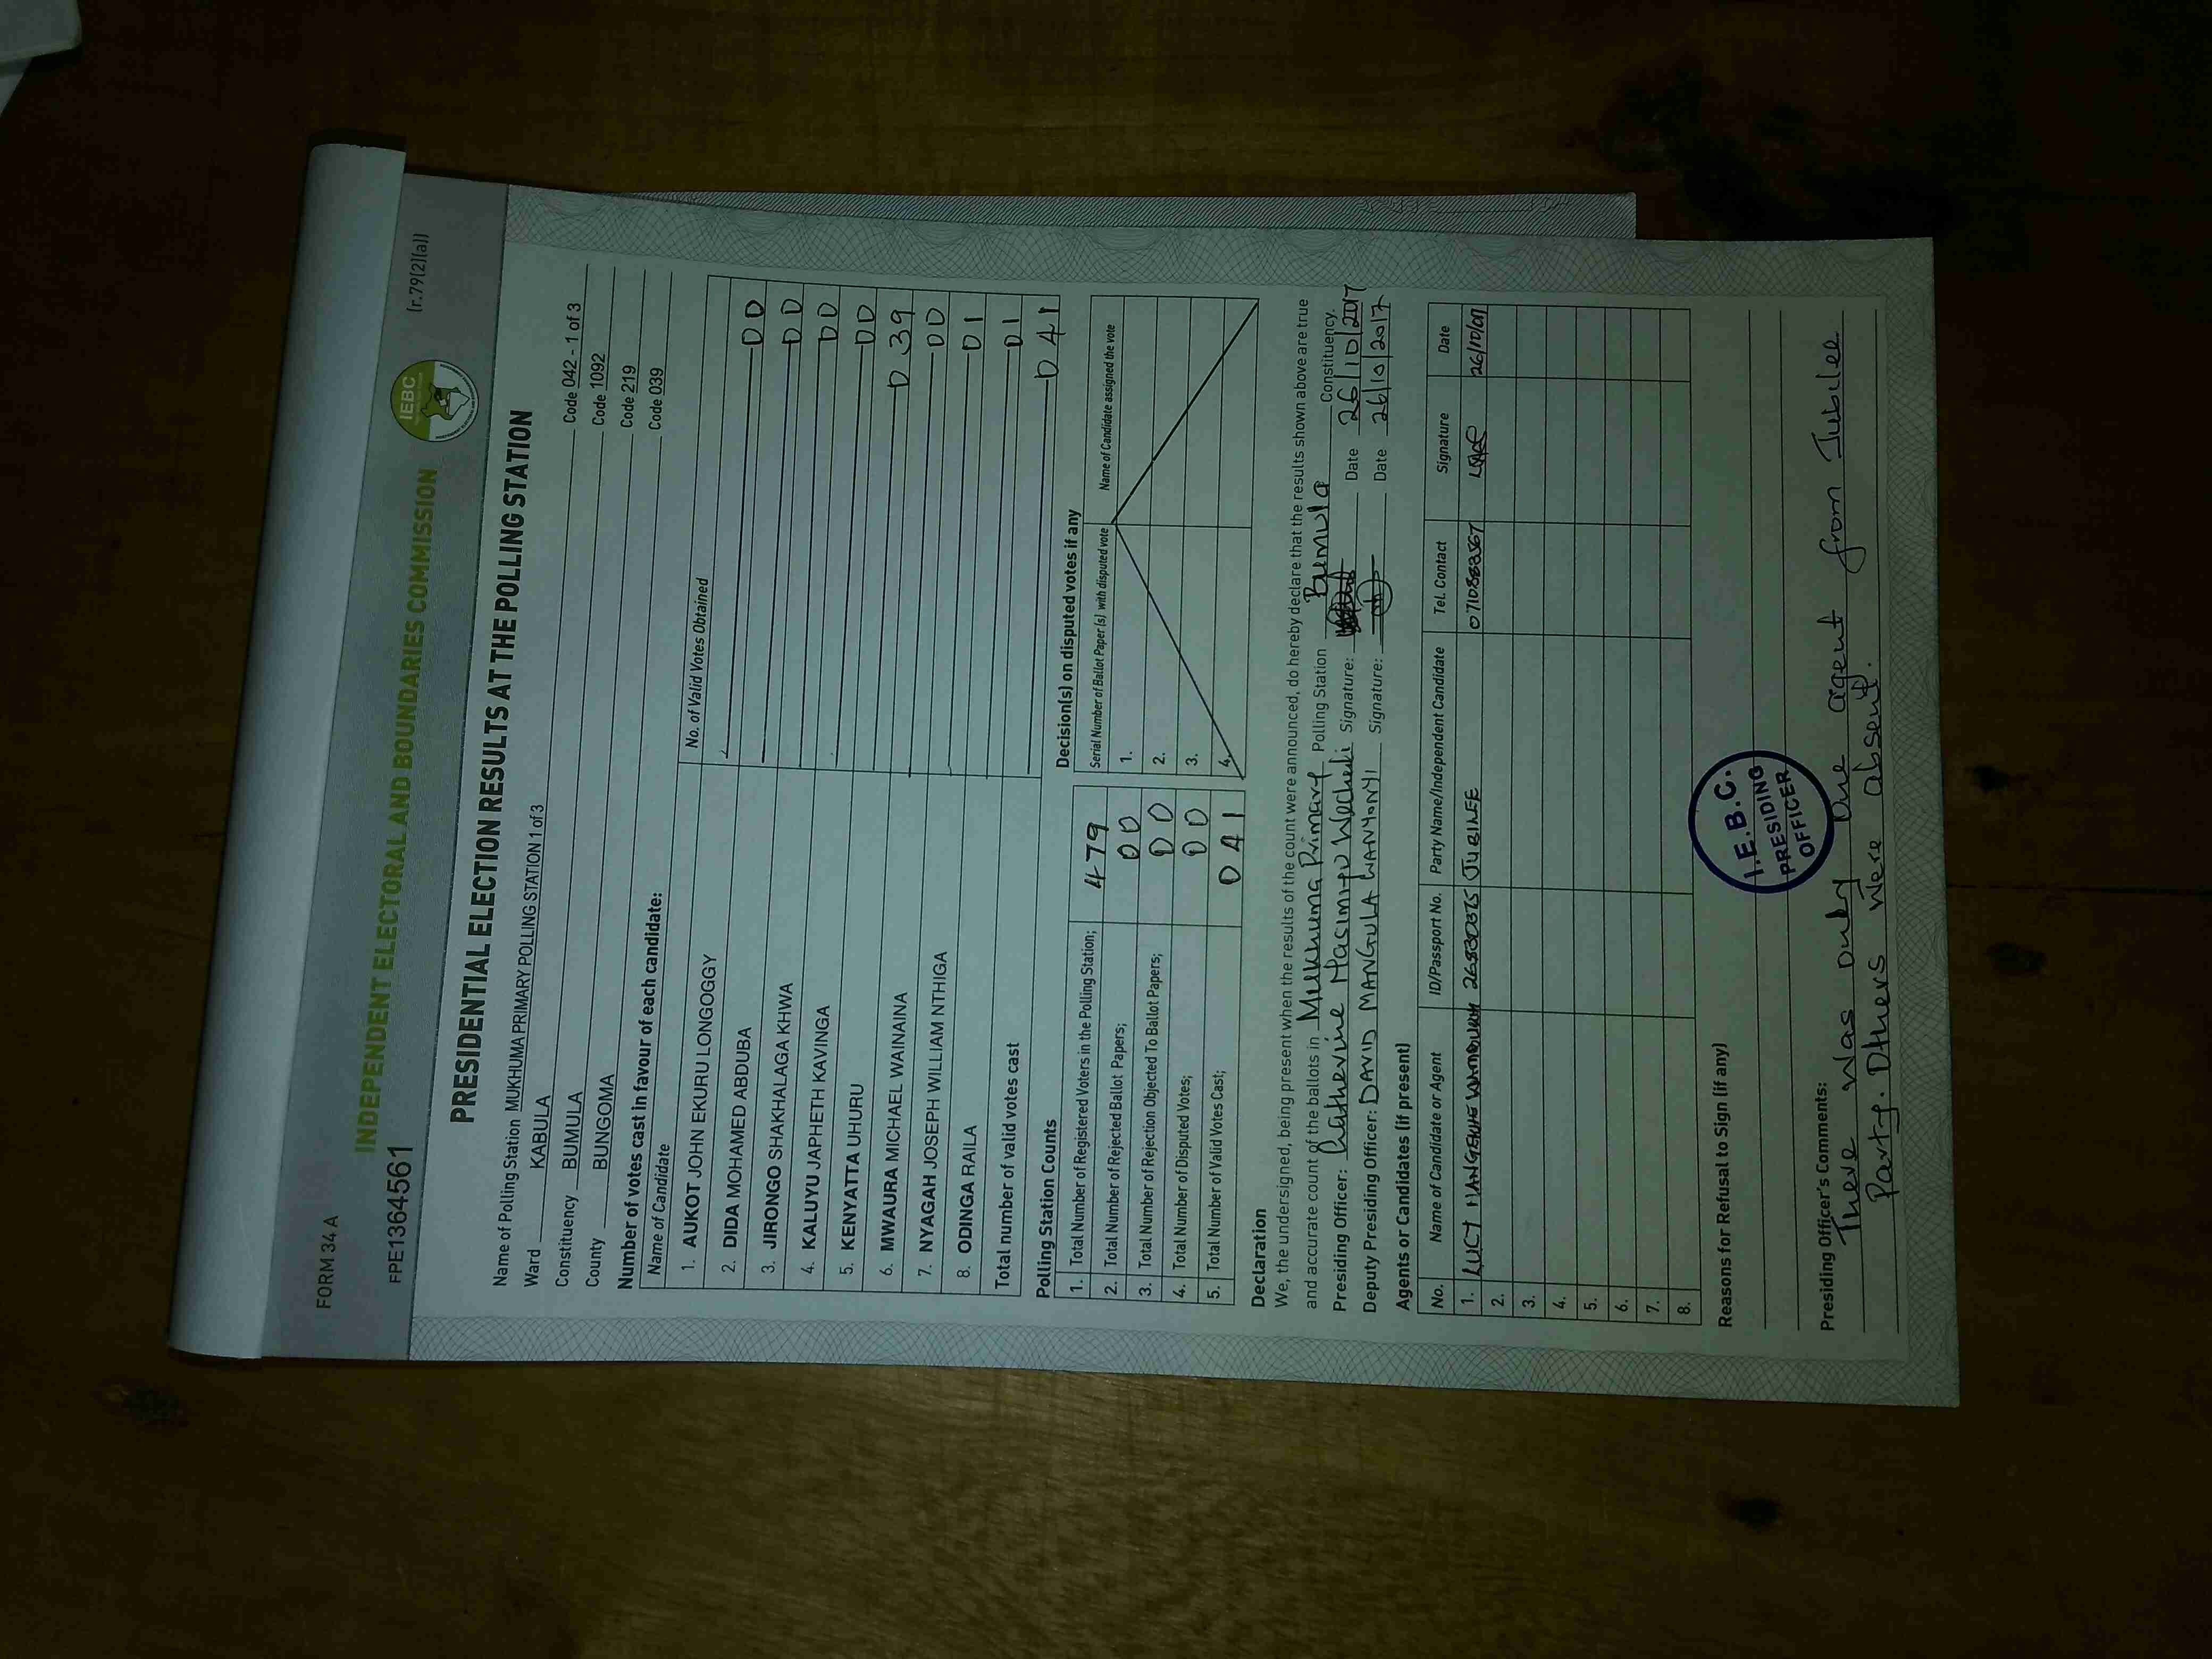 FORM 34 A
INDEPENDENT ELECTORAL AND BOUNDARIES COMMISSION
IEBC
FPE1364561 (r.79(2)(a))
PRESIDENTIAL ELECTION RESULTS AT THE POLLING STATION
Name of Polling Station MUKHUMA PRIMARY POLLING STATION 1 of 3 Code 042 - 1 of 3
Ward KABULA Code 1092
Constituency BUMULA Code 219
County BUNGOMA Code 039
Number of votes cast in favour of each candidate:
Name of Candidate No. of Valid Votes Obtained
1. AUKOT JOHN EKURU LONGOGGY 00
2. DIDA MOHAMED ABDUBA 00
3. JIRONGO SHAKHALAGA KHWA 00
4. KALUYU JAPHETH KAVINGA 00
5. KENYATTA UHURU 039
6. MWAURA MICHAEL WAINAINA 00
7. NYAGAH JOSEPH WILLIAM NTHIGA 01
8. ODINGA RAILA 01
Total number of valid votes cast 041
Polling Station Counts
1. Total Number of Registered Voters in the Polling Station; 479
2. Total Number of Rejected Ballot Papers; 00
3. Total Number of Rejection Objected To Ballot Papers; 00
4. Total Number of Disputed Votes; 00
5. Total Number of Valid Votes Cast; 041
Decision(s) on disputed votes if any
Serial Number of Ballot Paper (s) with disputed vote Name of Candidate assigned the vote
1.
2.
3.
4.
Declaration
We, the undersigned, being present when the results of the count were announced, do hereby declare that the results shown above are true
and accurate count of the ballots in Mukhuma Primary Polling Station Bumula Constituency.
Presiding Officer: Catherine Nasimiyu Wechuli Signature: Date 26/10/2017
Deputy Presiding Officer: DAVID MANGULA WANYONYI Signature: Date 26/10/2017
Agents or Candidates (if present)
No. Name of Candidate or Agent ID/Passport No. Party Name/Independent Candidate Tel. Contact Signature Date
1. 26830375 JUBILEE 26/10/07
2.
3.
4.
5.
6.
7.
8.
Reasons for Refusal to Sign (if any)
I.E.B.C.
PRESIDING
OFFICER
Presiding Officer's Comments:
There was only one agent from Jubilee
Party. Others were absent.